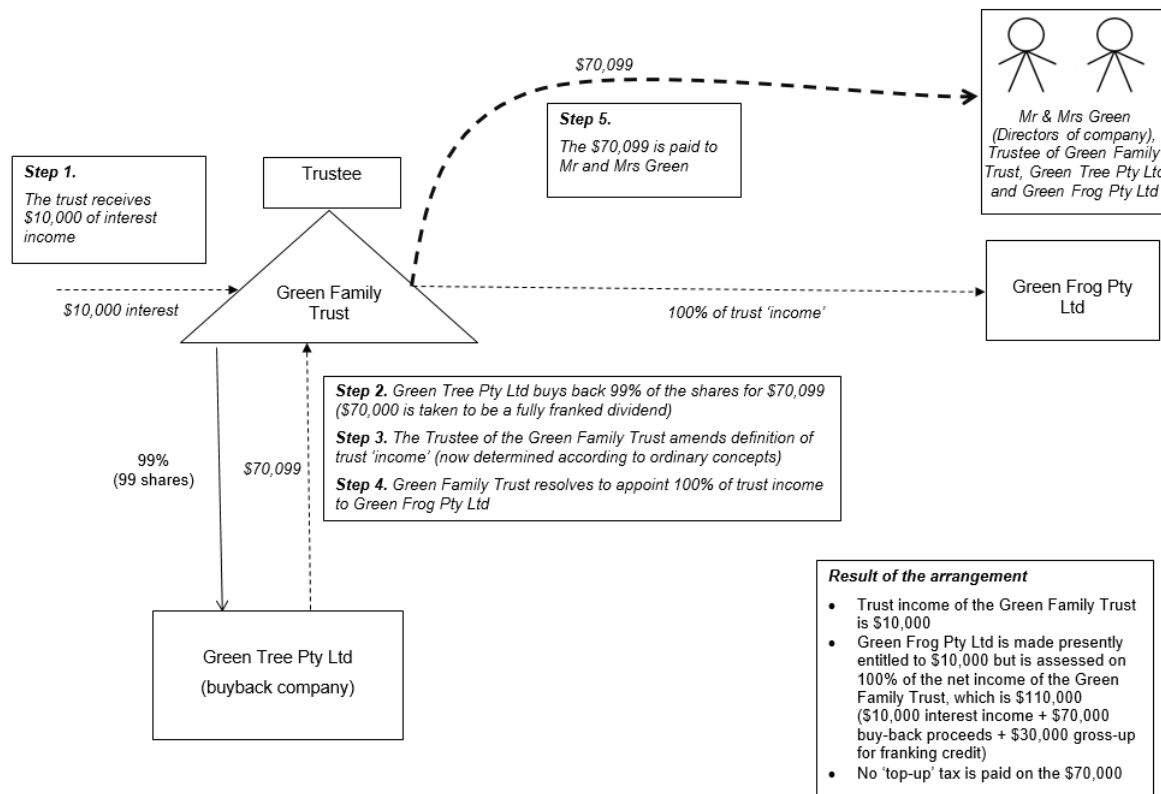 $70,099
Mr & Mrs Green
(Directors of company),
Trustee of Green Family
Trust, Green Tree Pty Ltd
and Green Frog Pty Ltd
Step 5.
The $70,099 is paid to
Mr and Mrs Green
Step 1.
The trust receives
$10,000 of interest
income
Trustee
Green Family
Trust
$10,000 interest
100% of trust ‘income’
Green Frog Pty
Ltd
Step 2. Green Tree Pty Ltd buys back 99% of the shares for $70,099
($70,000 is taken to be a fully franked dividend)
Step 3. The Trustee of the Green Family Trust amends definition of
trust ‘income’ (now determined according to ordinary concepts)
Step 4. Green Family Trust resolves to appoint 100% of trust income
to Green Frog Pty Ltd
99%
(99 shares)
$70,099
Green Tree Pty Ltd
(buyback company)
Result of the arrangement
• Trust income of the Green Family Trust
is $10,000
• Green Frog Pty Ltd is made presently
entitled to $10,000 but is assessed on
100% of the net income of the Green
Family Trust, which is $110,000
($10,000 interest income + $70,000
buy-back proceeds + $30,000 gross-up
for franking credit)
• No ‘top-up’ tax is paid on the $70,000